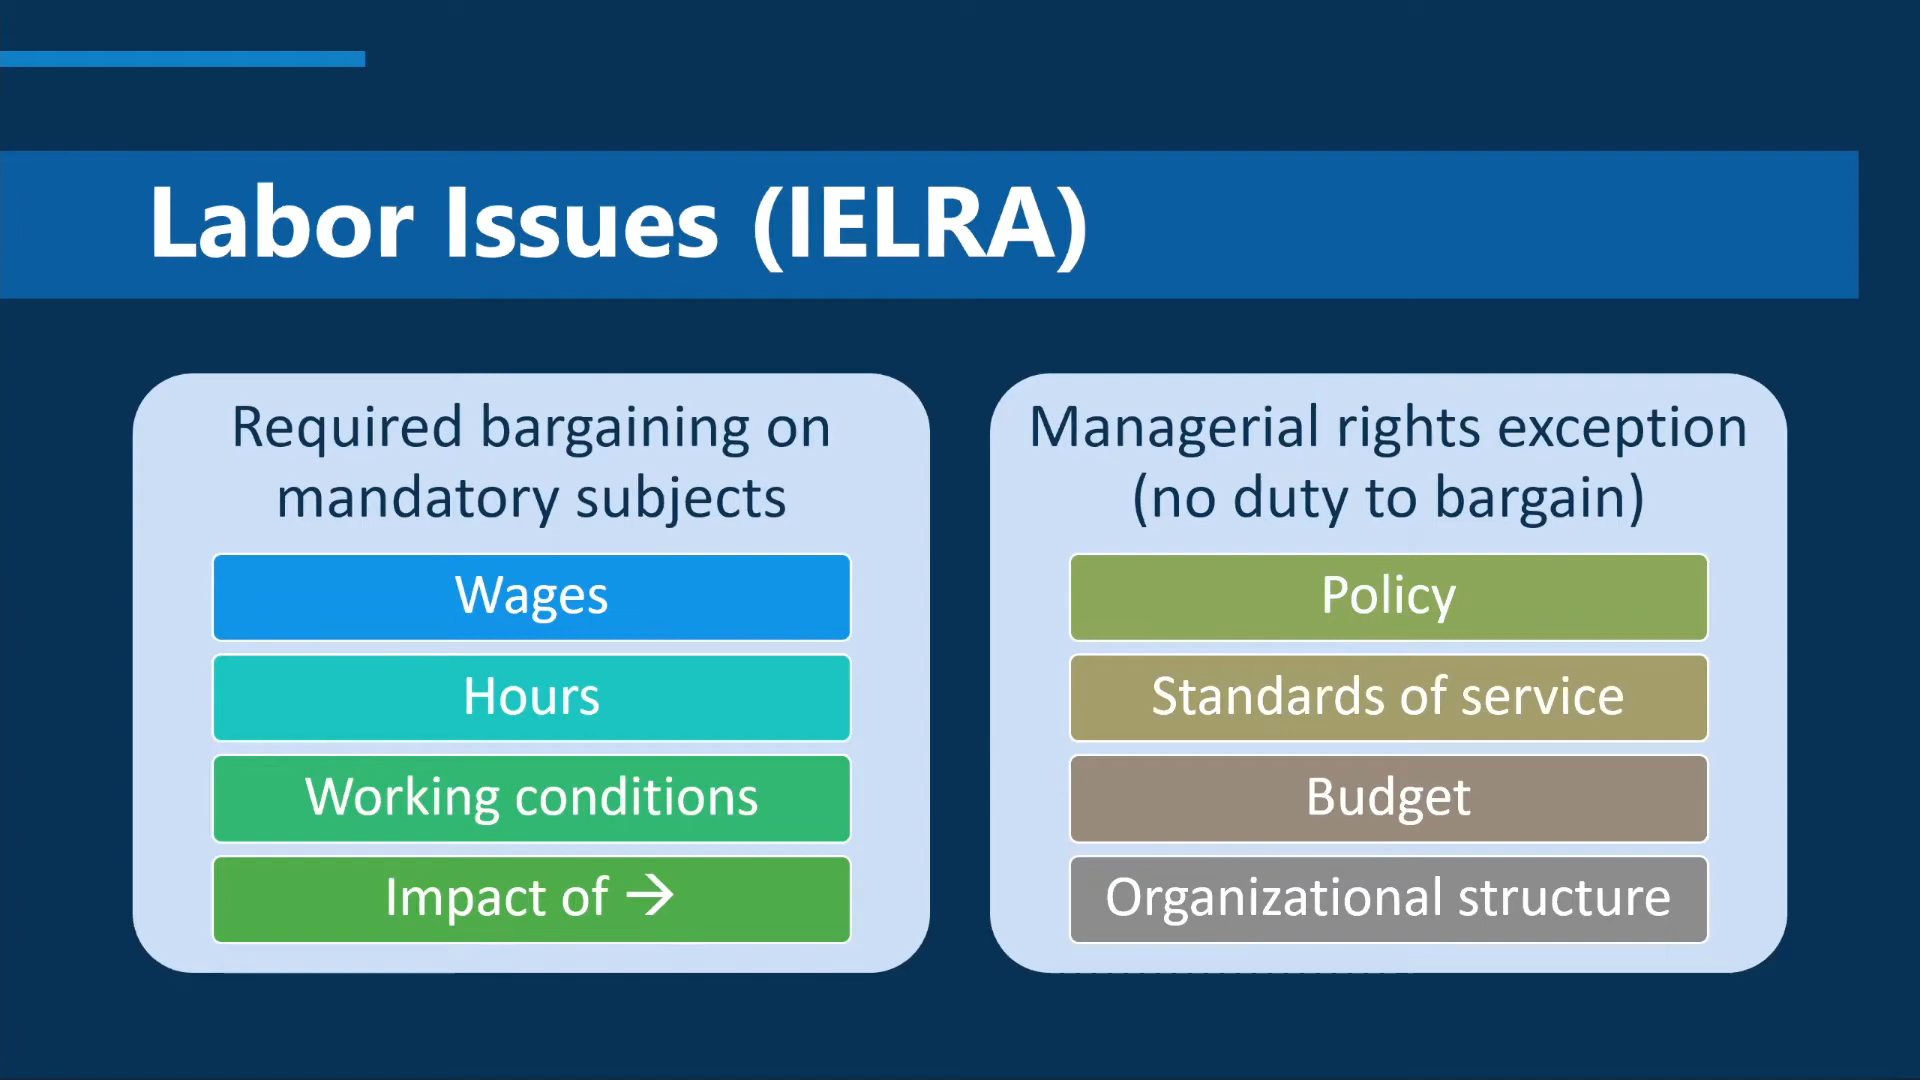 Labor Issues (IELRA)
Required bargaining on
mandatory subjects
Wages
Hours
Working conditions
Impact of →
Managerial rights exception
(no duty to bargain)
Policy
Standards of service
Budget
Organizational structure